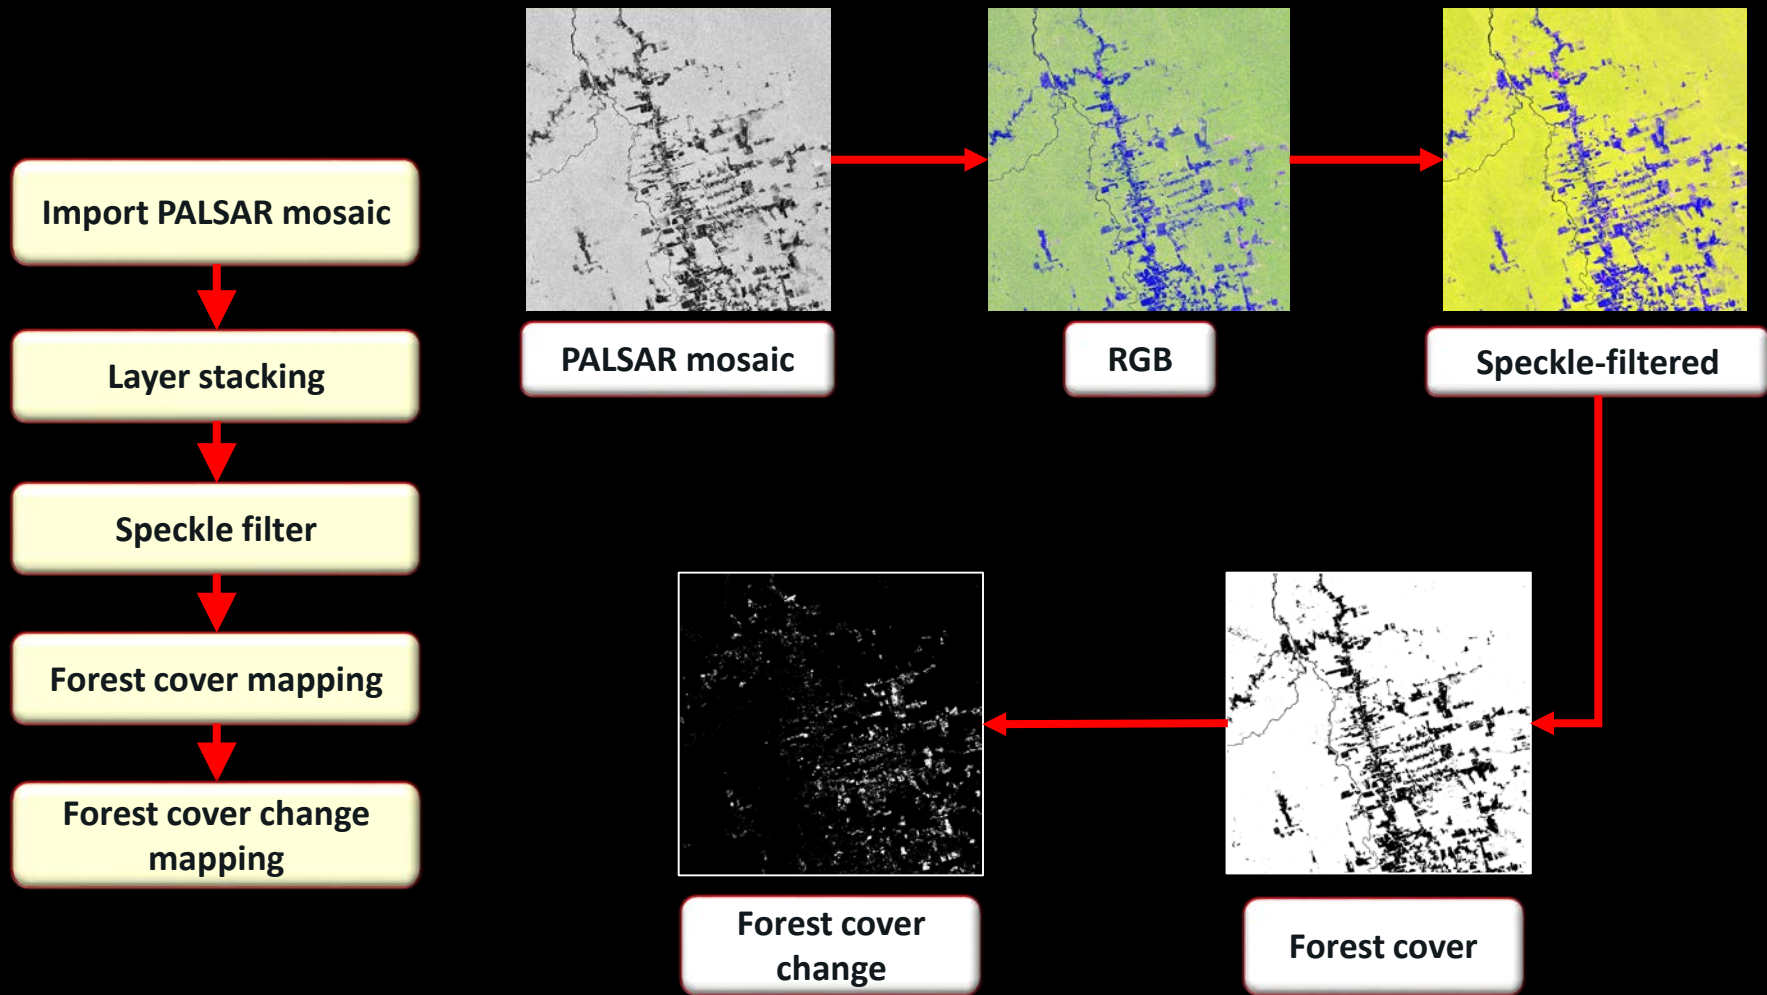 Import PALSAR mosaic
Layer stacking
Speckle filter
Forest cover mapping
Forest cover change
mapping
PALSAR mosaic
RGB
Speckle-filtered
Forest cover
change
Forest cover